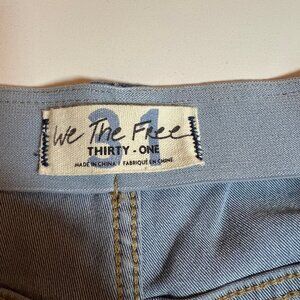 31
We The Free
THIRTY - ONE
MADE IN CHINA / FABRIQUÉ EN CHINE